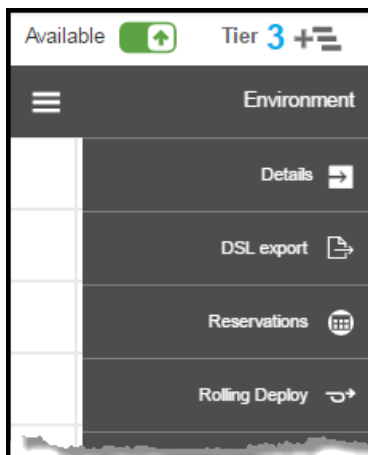 Available Tier 3
Environment
Details
DSL export
Reservations
Rolling Deploy